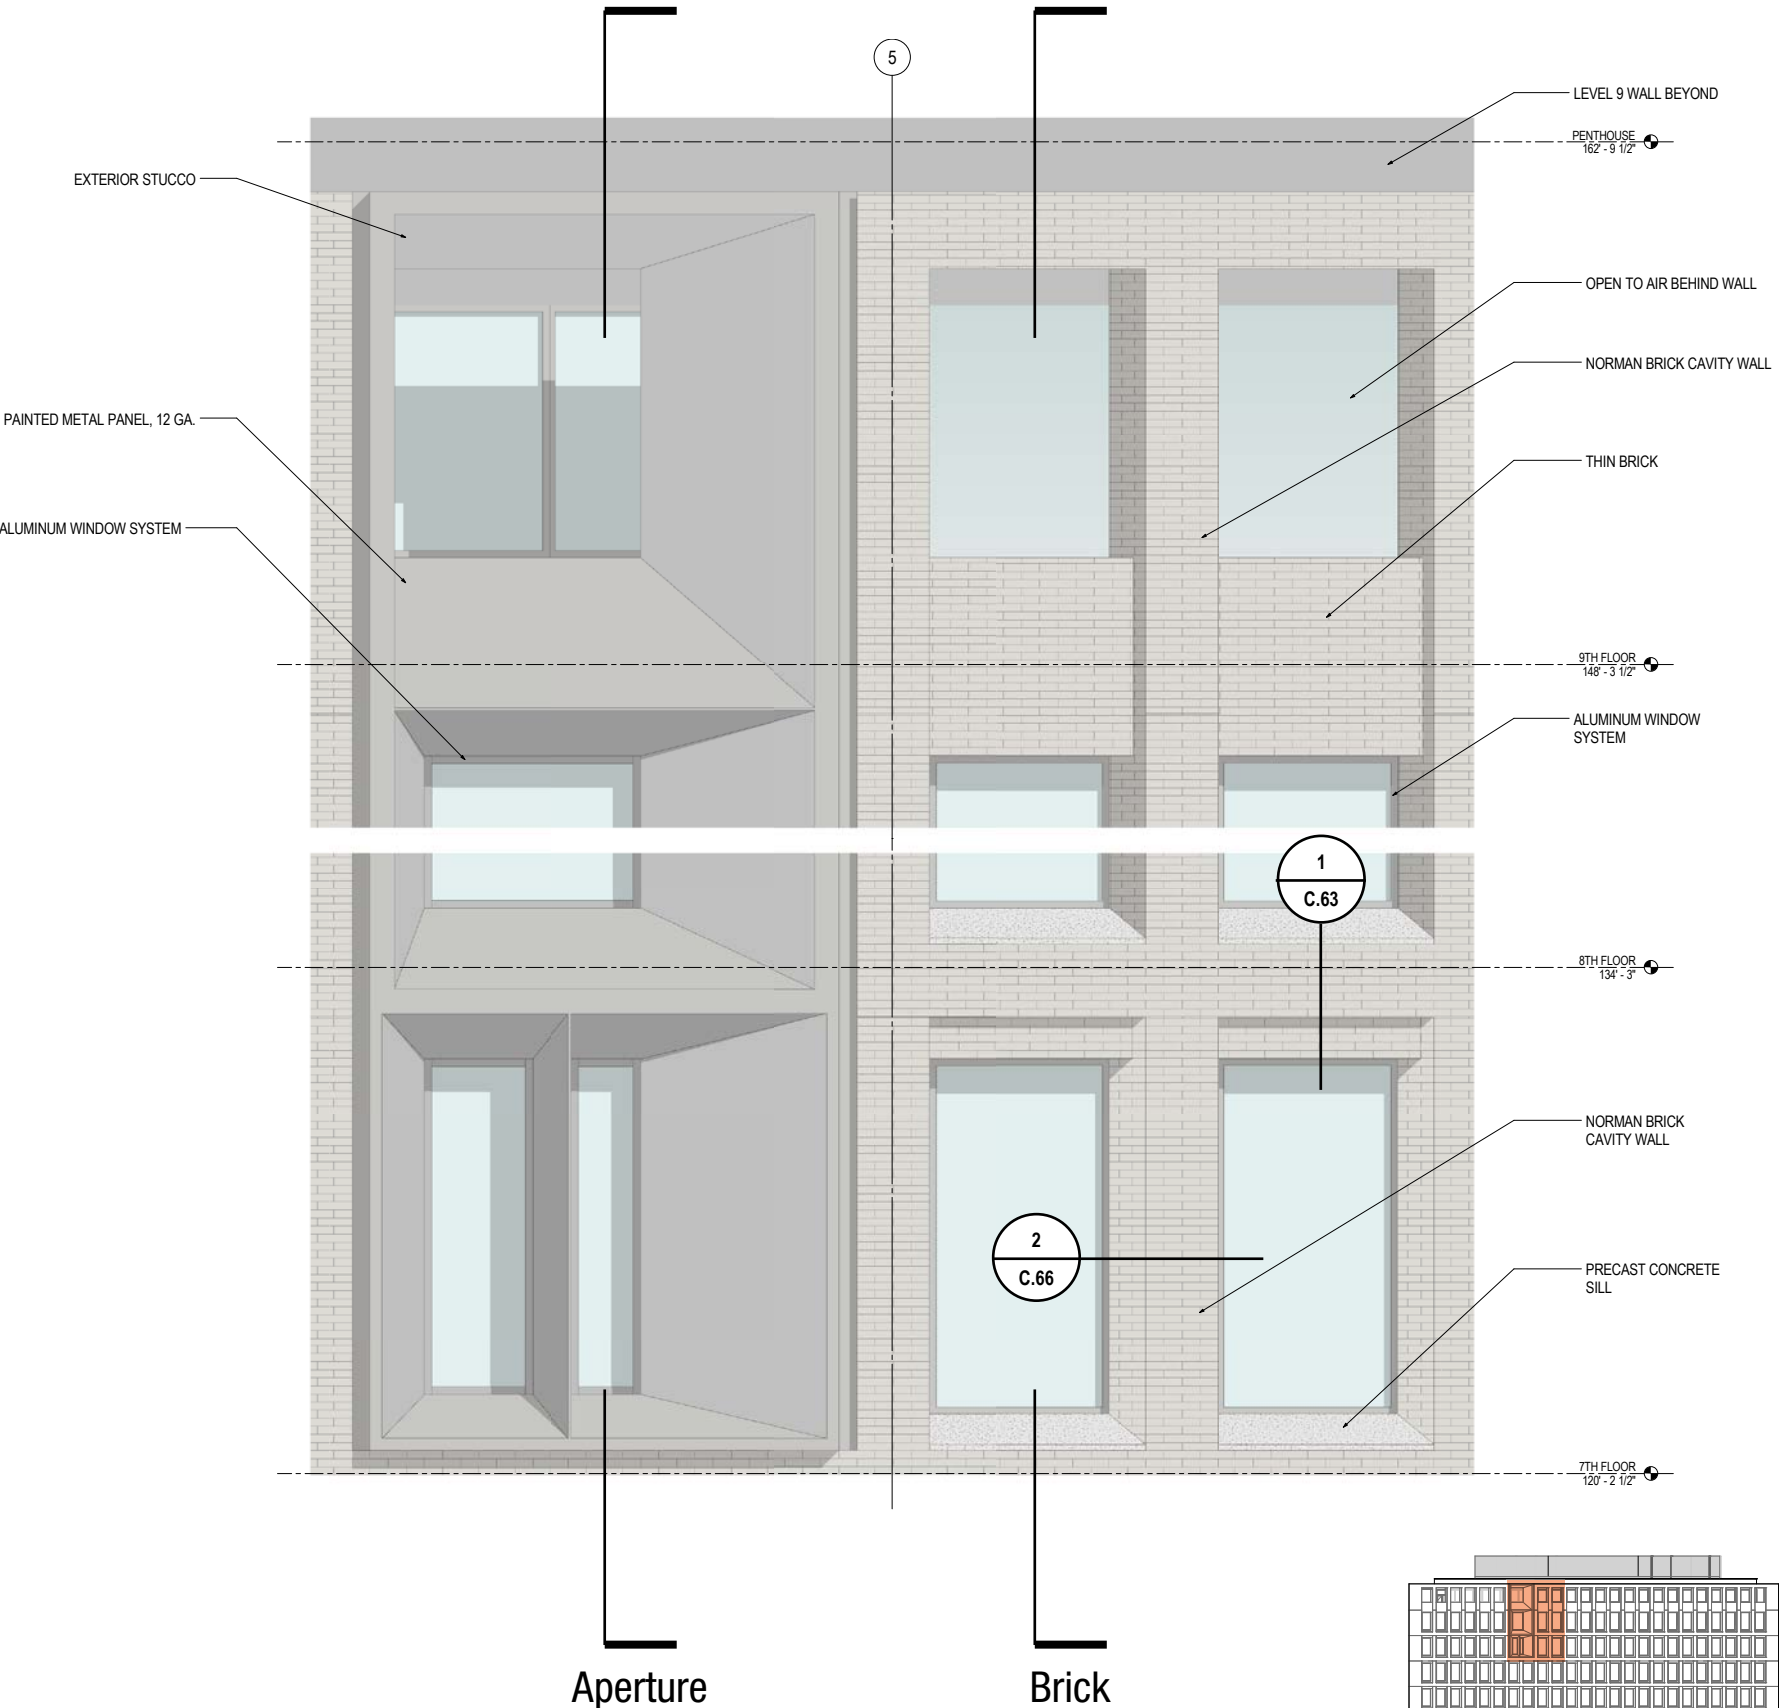 5
LEVEL 9 WALL BEYOND
PENTHOUSE
162' - 9 1/2"
EXTERIOR STUCCO
OPEN TO AIR BEHIND WALL
NORMAN BRICK CAVITY WALL
PAINTED METAL PANEL, 12 GA.
THIN BRICK
ALUMINUM WINDOW SYSTEM
9TH FLOOR
148' - 3 1/2"
ALUMINUM WINDOW
SYSTEM
1
C.63
8TH FLOOR
134' - 3"
NORMAN BRICK
CAVITY WALL
2
C.66
PRECAST CONCRETE
SILL
7TH FLOOR
120' - 2 1/2"
Aperture
Brick